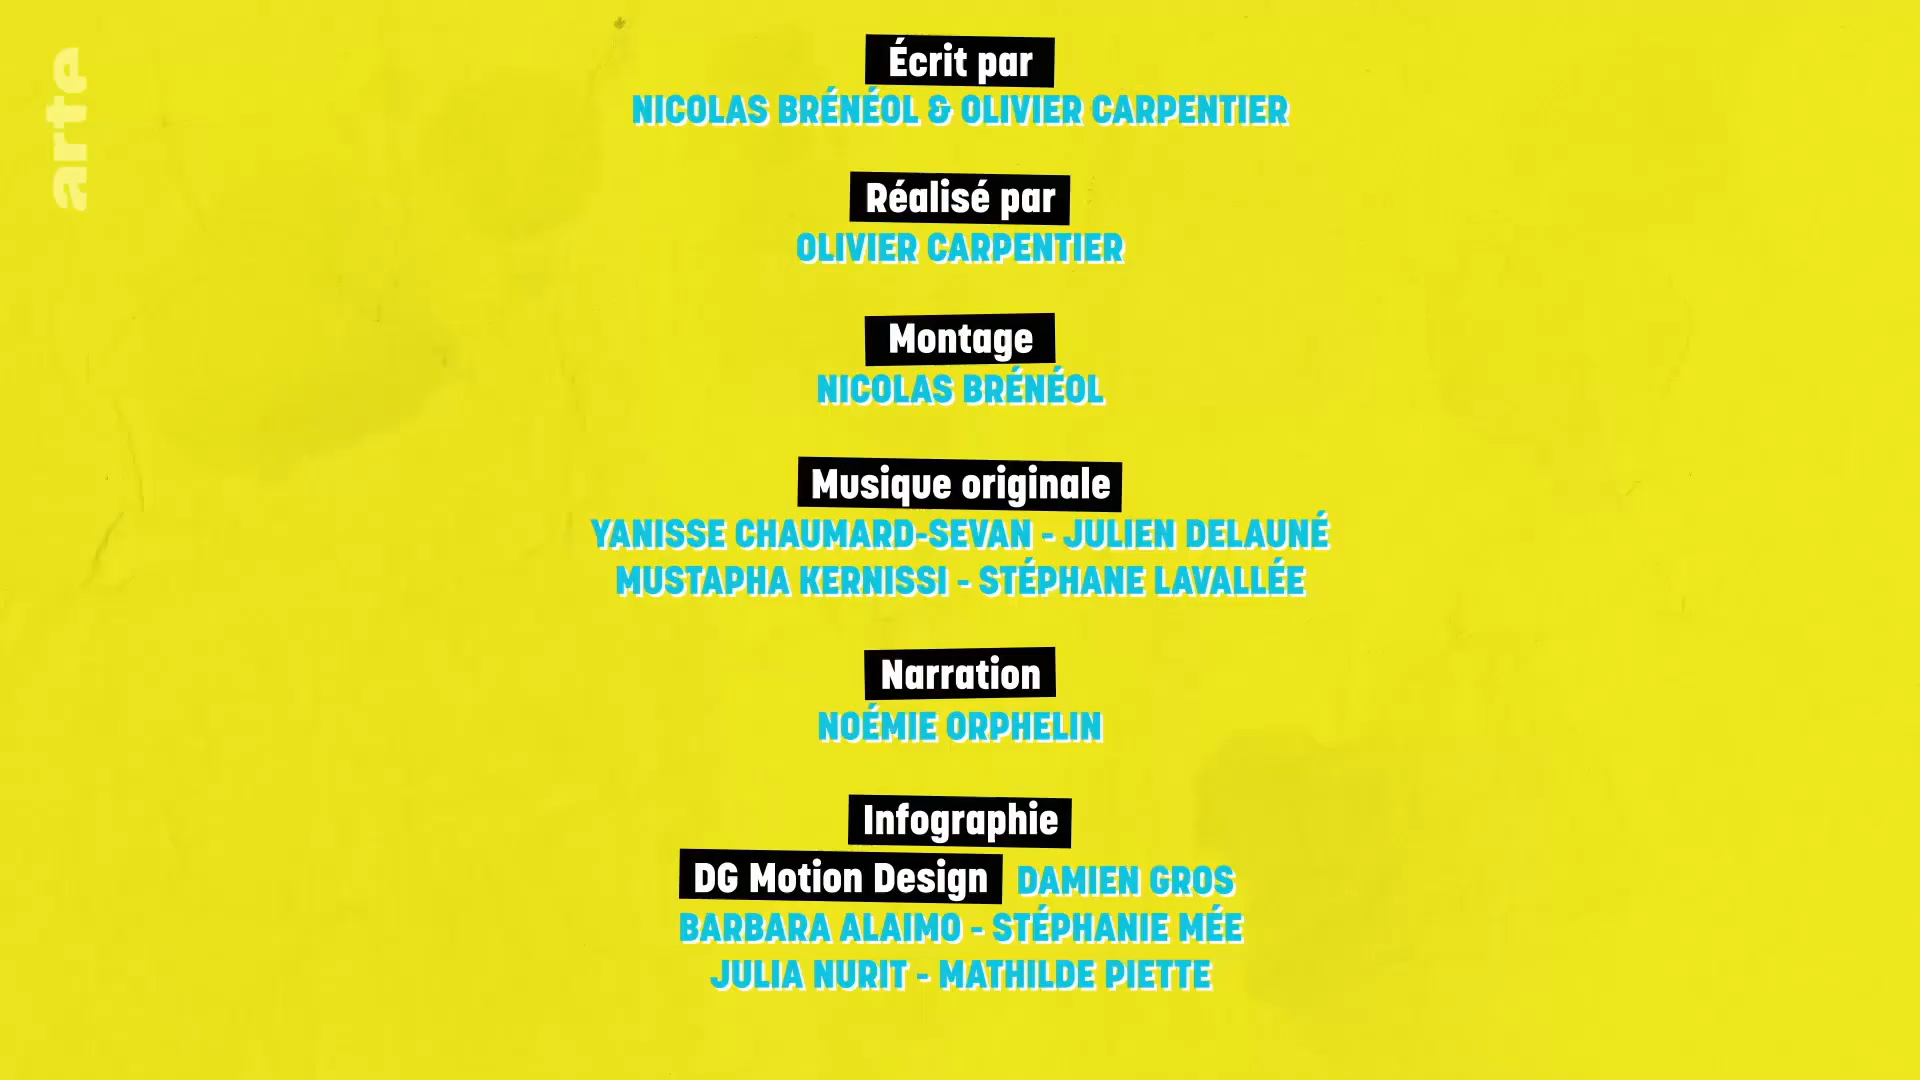 arte
Écrit par
NICOLAS BRÉNÉOL & OLIVIER CARPENTIER
Réalisé par
OLIVIER CARPENTIER
Montage
NICOLAS BRÉNÉOL
Musique originale
YANISSE CHAUMARD-SEVAN - JULIEN DELAUNÉ
MUSTAPHA KERNISSI - STÉPHANE LAVALLÉE
Narration
NOÉMIE ORPHELIN
Infographie
DG Motion Design DAMIEN GROS
BARBARA ALAIMO - STÉPHANIE MÉE
JULIA NURIT - MATHILDE PIETTE